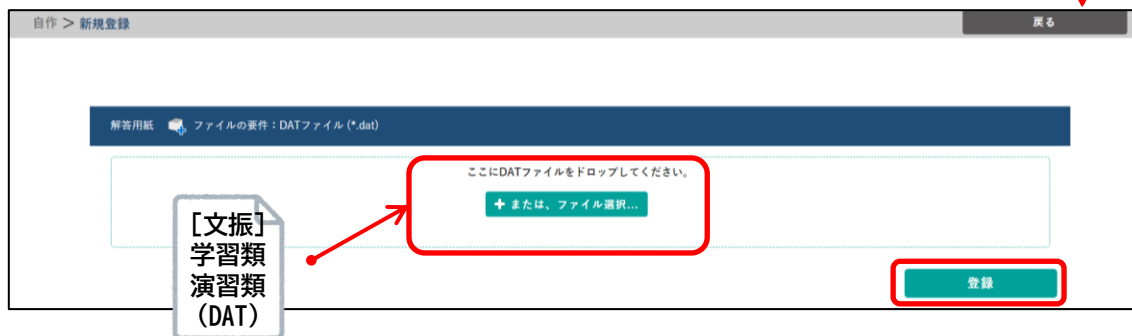 自作 > 新規登録
戻る
解答用紙 ファイルの要件：DATファイル (*.dat)
ここにDATファイルをドロップしてください。
+ または、ファイル選択...
[文振]
学習類
演習類
(DAT)
登録